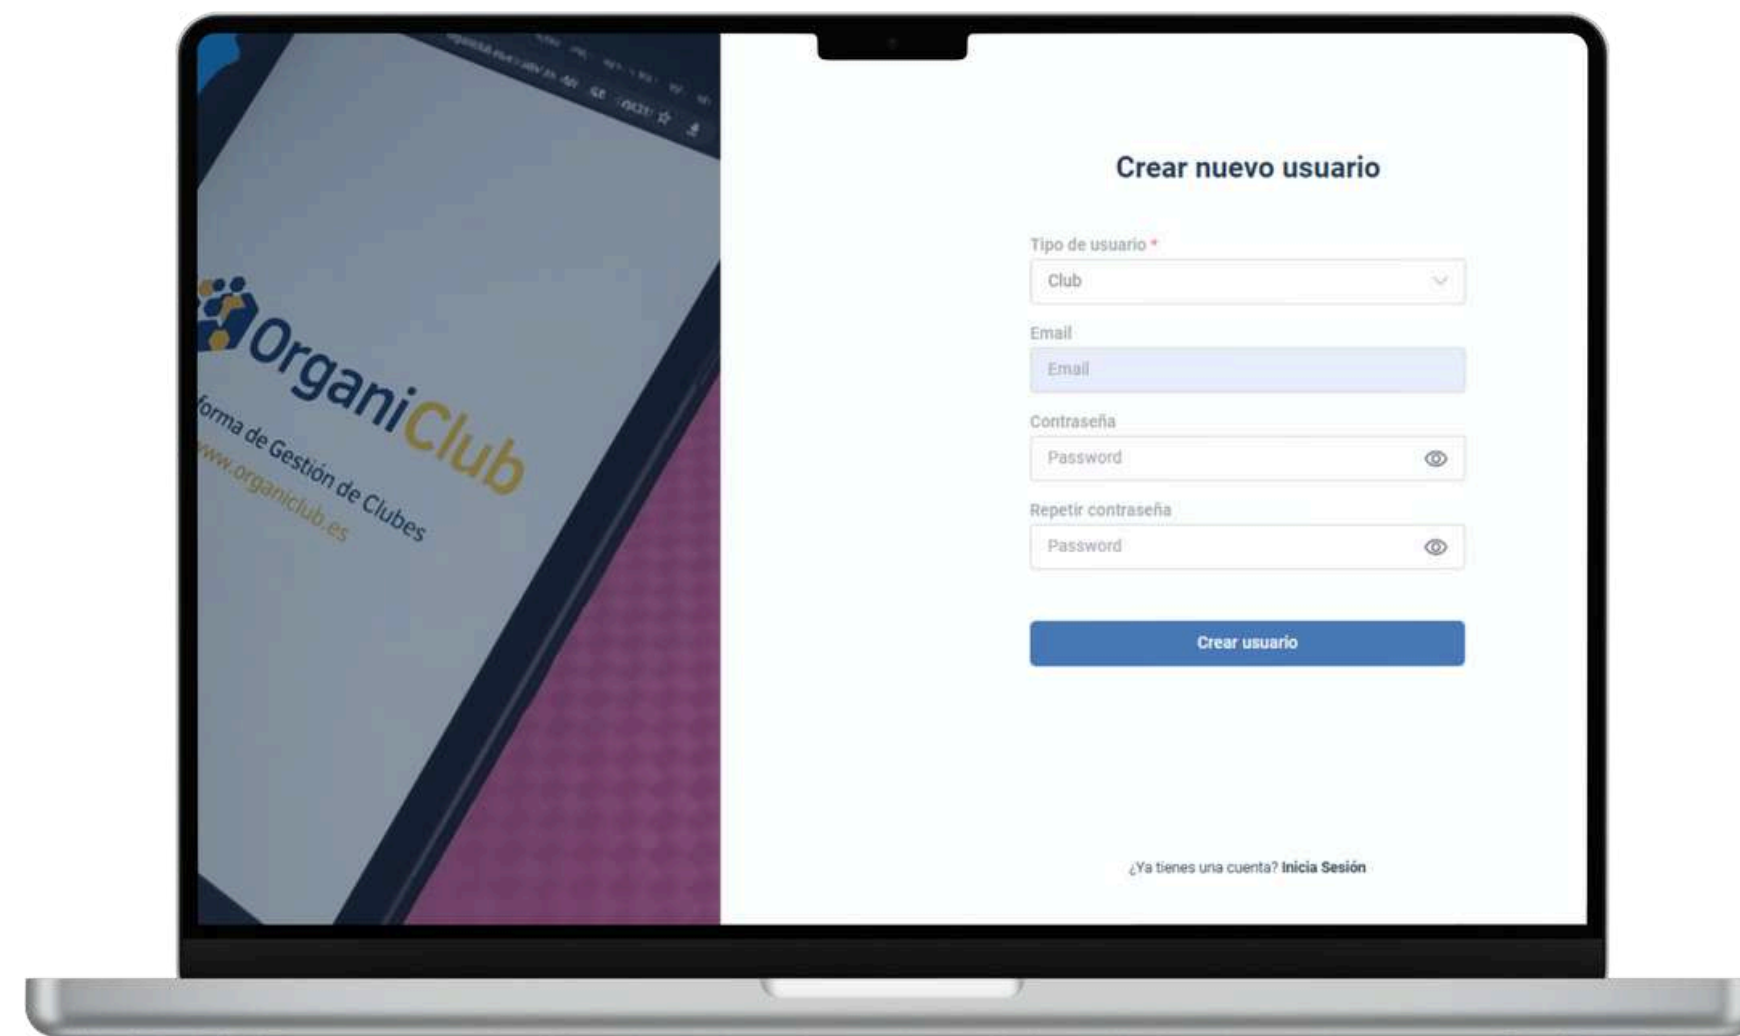 OrganiClub
forma de Gestión de Clubes
www.organiclub.es
Crear nuevo usuario
Tipo de usuario *
Club
Email
Email
Contraseña
Password
Repetir contraseña
Password
Crear usuario
¿Ya tienes una cuenta? Inicia Sesión